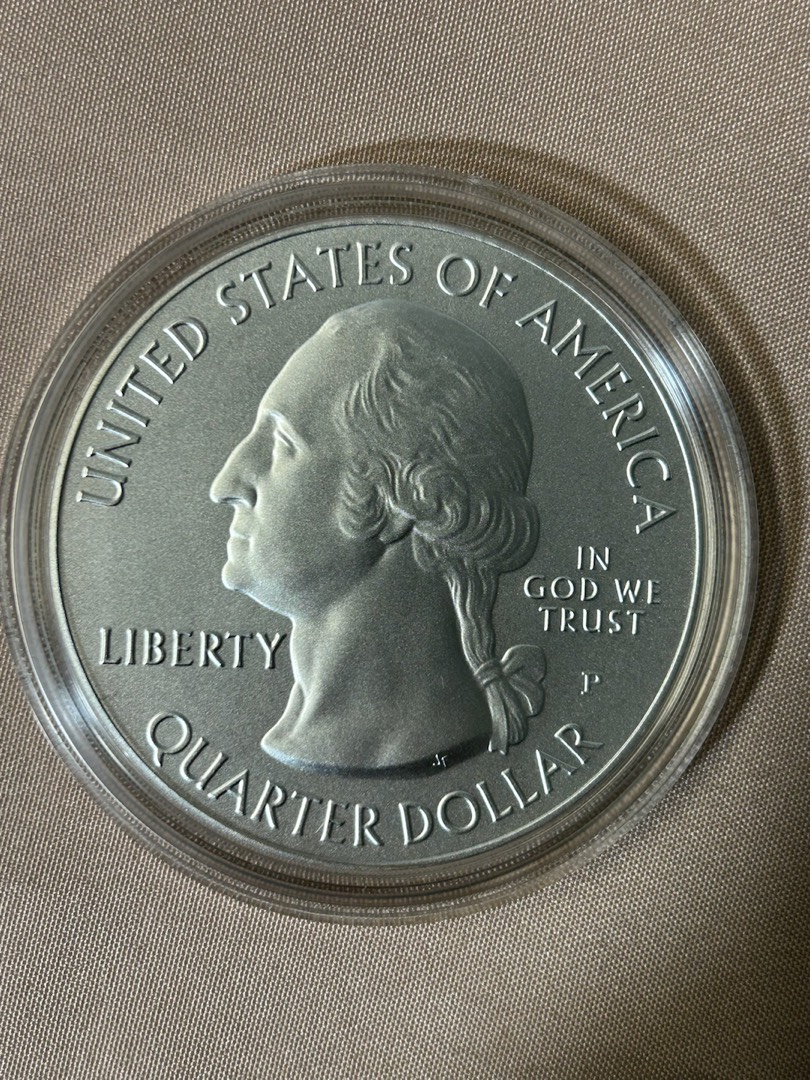 UNITED STATES OF AMERICA
IN
GOD WE
TRUST
LIBERTY
P
QUARTER DOLLAR